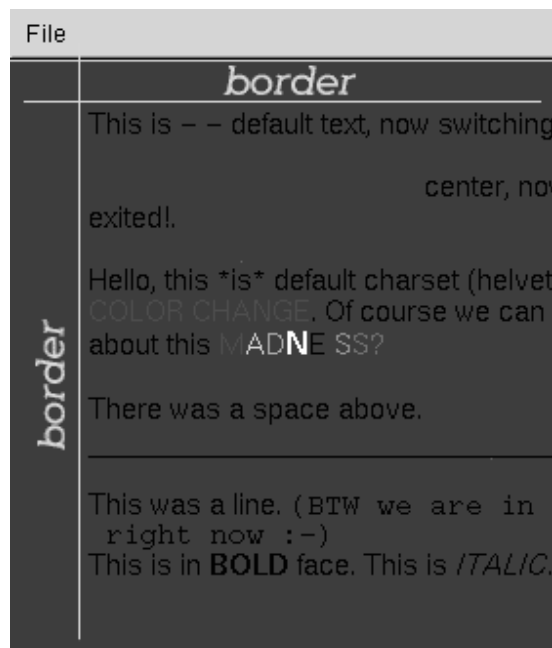 File
border
This is - - default text, now switching
center, now
exited!.
Hello, this *is* default charset (helvet
COLOR CHANGE. Of course we can
about this MADNE SS?
border
There was a space above.
This was a line. (BTW we are in
right now :-)
This is in BOLD face. This is ITALIC.